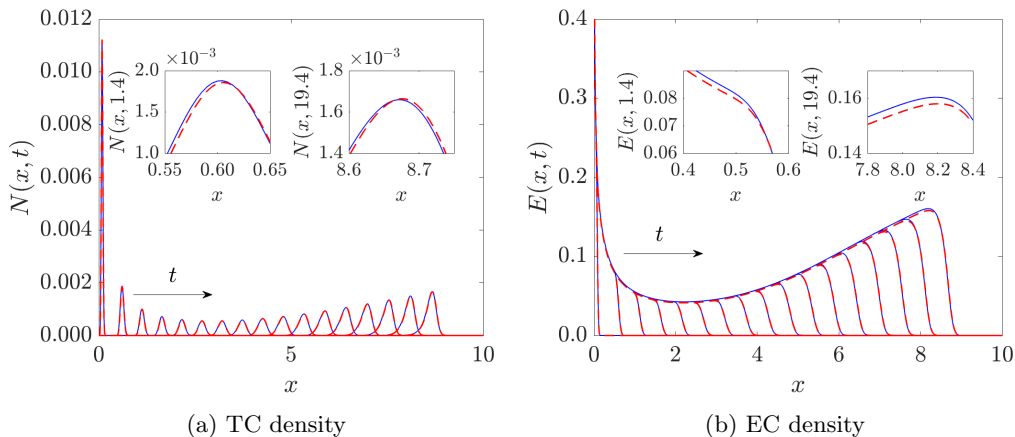 0.012
0.010
0.008
0.006
0.004
0.002
0.000
N(x, t)
0
5
10
x
t
×10⁻³
2.0
1.5
1.0
N(x, 1.4)
0.55
0.60
0.65
x
×10⁻³
1.8
1.6
1.4
N(x, 19.4)
8.6
8.7
x
(a) TC density
0.4
0.3
0.2
0.1
0.0
E(x, t)
0
2
4
6
8
10
x
t
0.08
0.07
0.06
E(x, 1.4)
0.4
0.5
0.6
x
0.16
0.14
E(x, 19.4)
7.8
8.0
8.2
8.4
x
(b) EC density